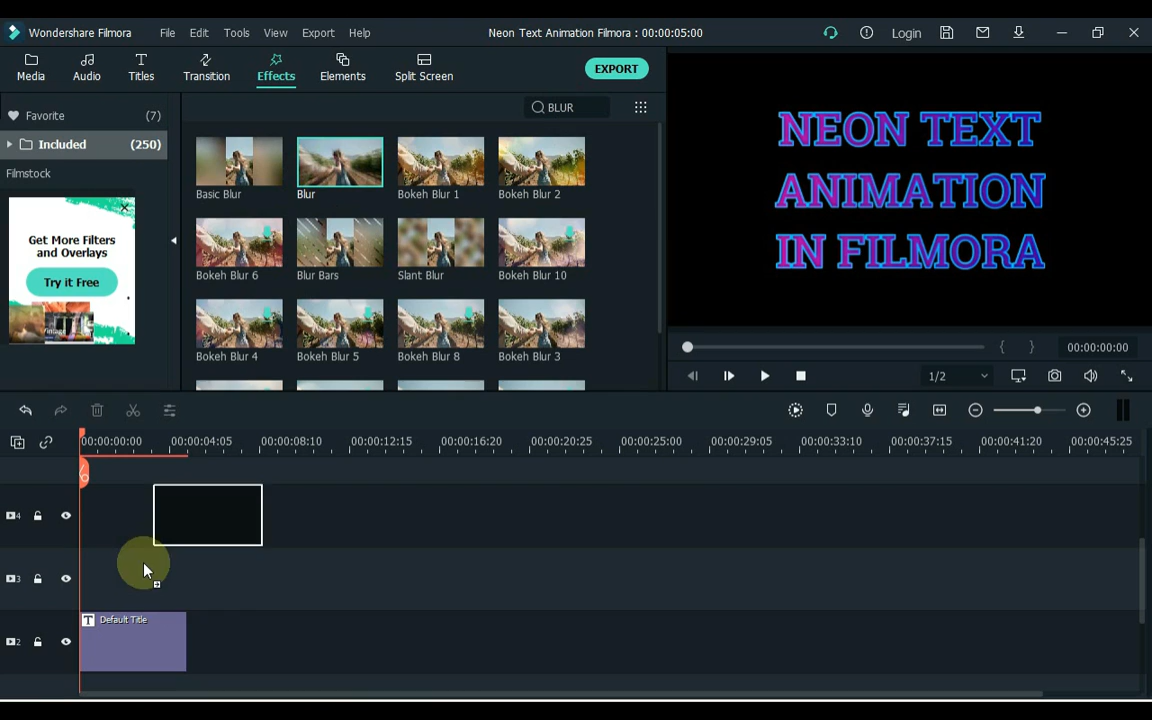 Wondershare Filmora File Edit Tools View Export Help Neon Text Animation Filmora : 00:00:05:00 Login
Media Audio Titles Transition Effects Elements Split Screen EXPORT
Favorite (7) BLUR
Included (250)
Filmstock
Get More Filters
and Overlays
Try it Free
Basic Blur Blur Bokeh Blur 1 Bokeh Blur 2
Bokeh Blur 6 Blur Bars Slant Blur Bokeh Blur 10
Bokeh Blur 4 Bokeh Blur 5 Bokeh Blur 8 Bokeh Blur 3
NEON TEXT
ANIMATION
IN FILMORA
{ } 00:00:00:00
1/2
00:00:00:00 00:00:04:05 00:00:08:10 00:00:12:15 00:00:16:20 00:00:20:25 00:00:25:00 00:00:29:05 00:00:33:10 00:00:37:15 00:00:41:20 00:00:45:25
4
3
2 T Default Title